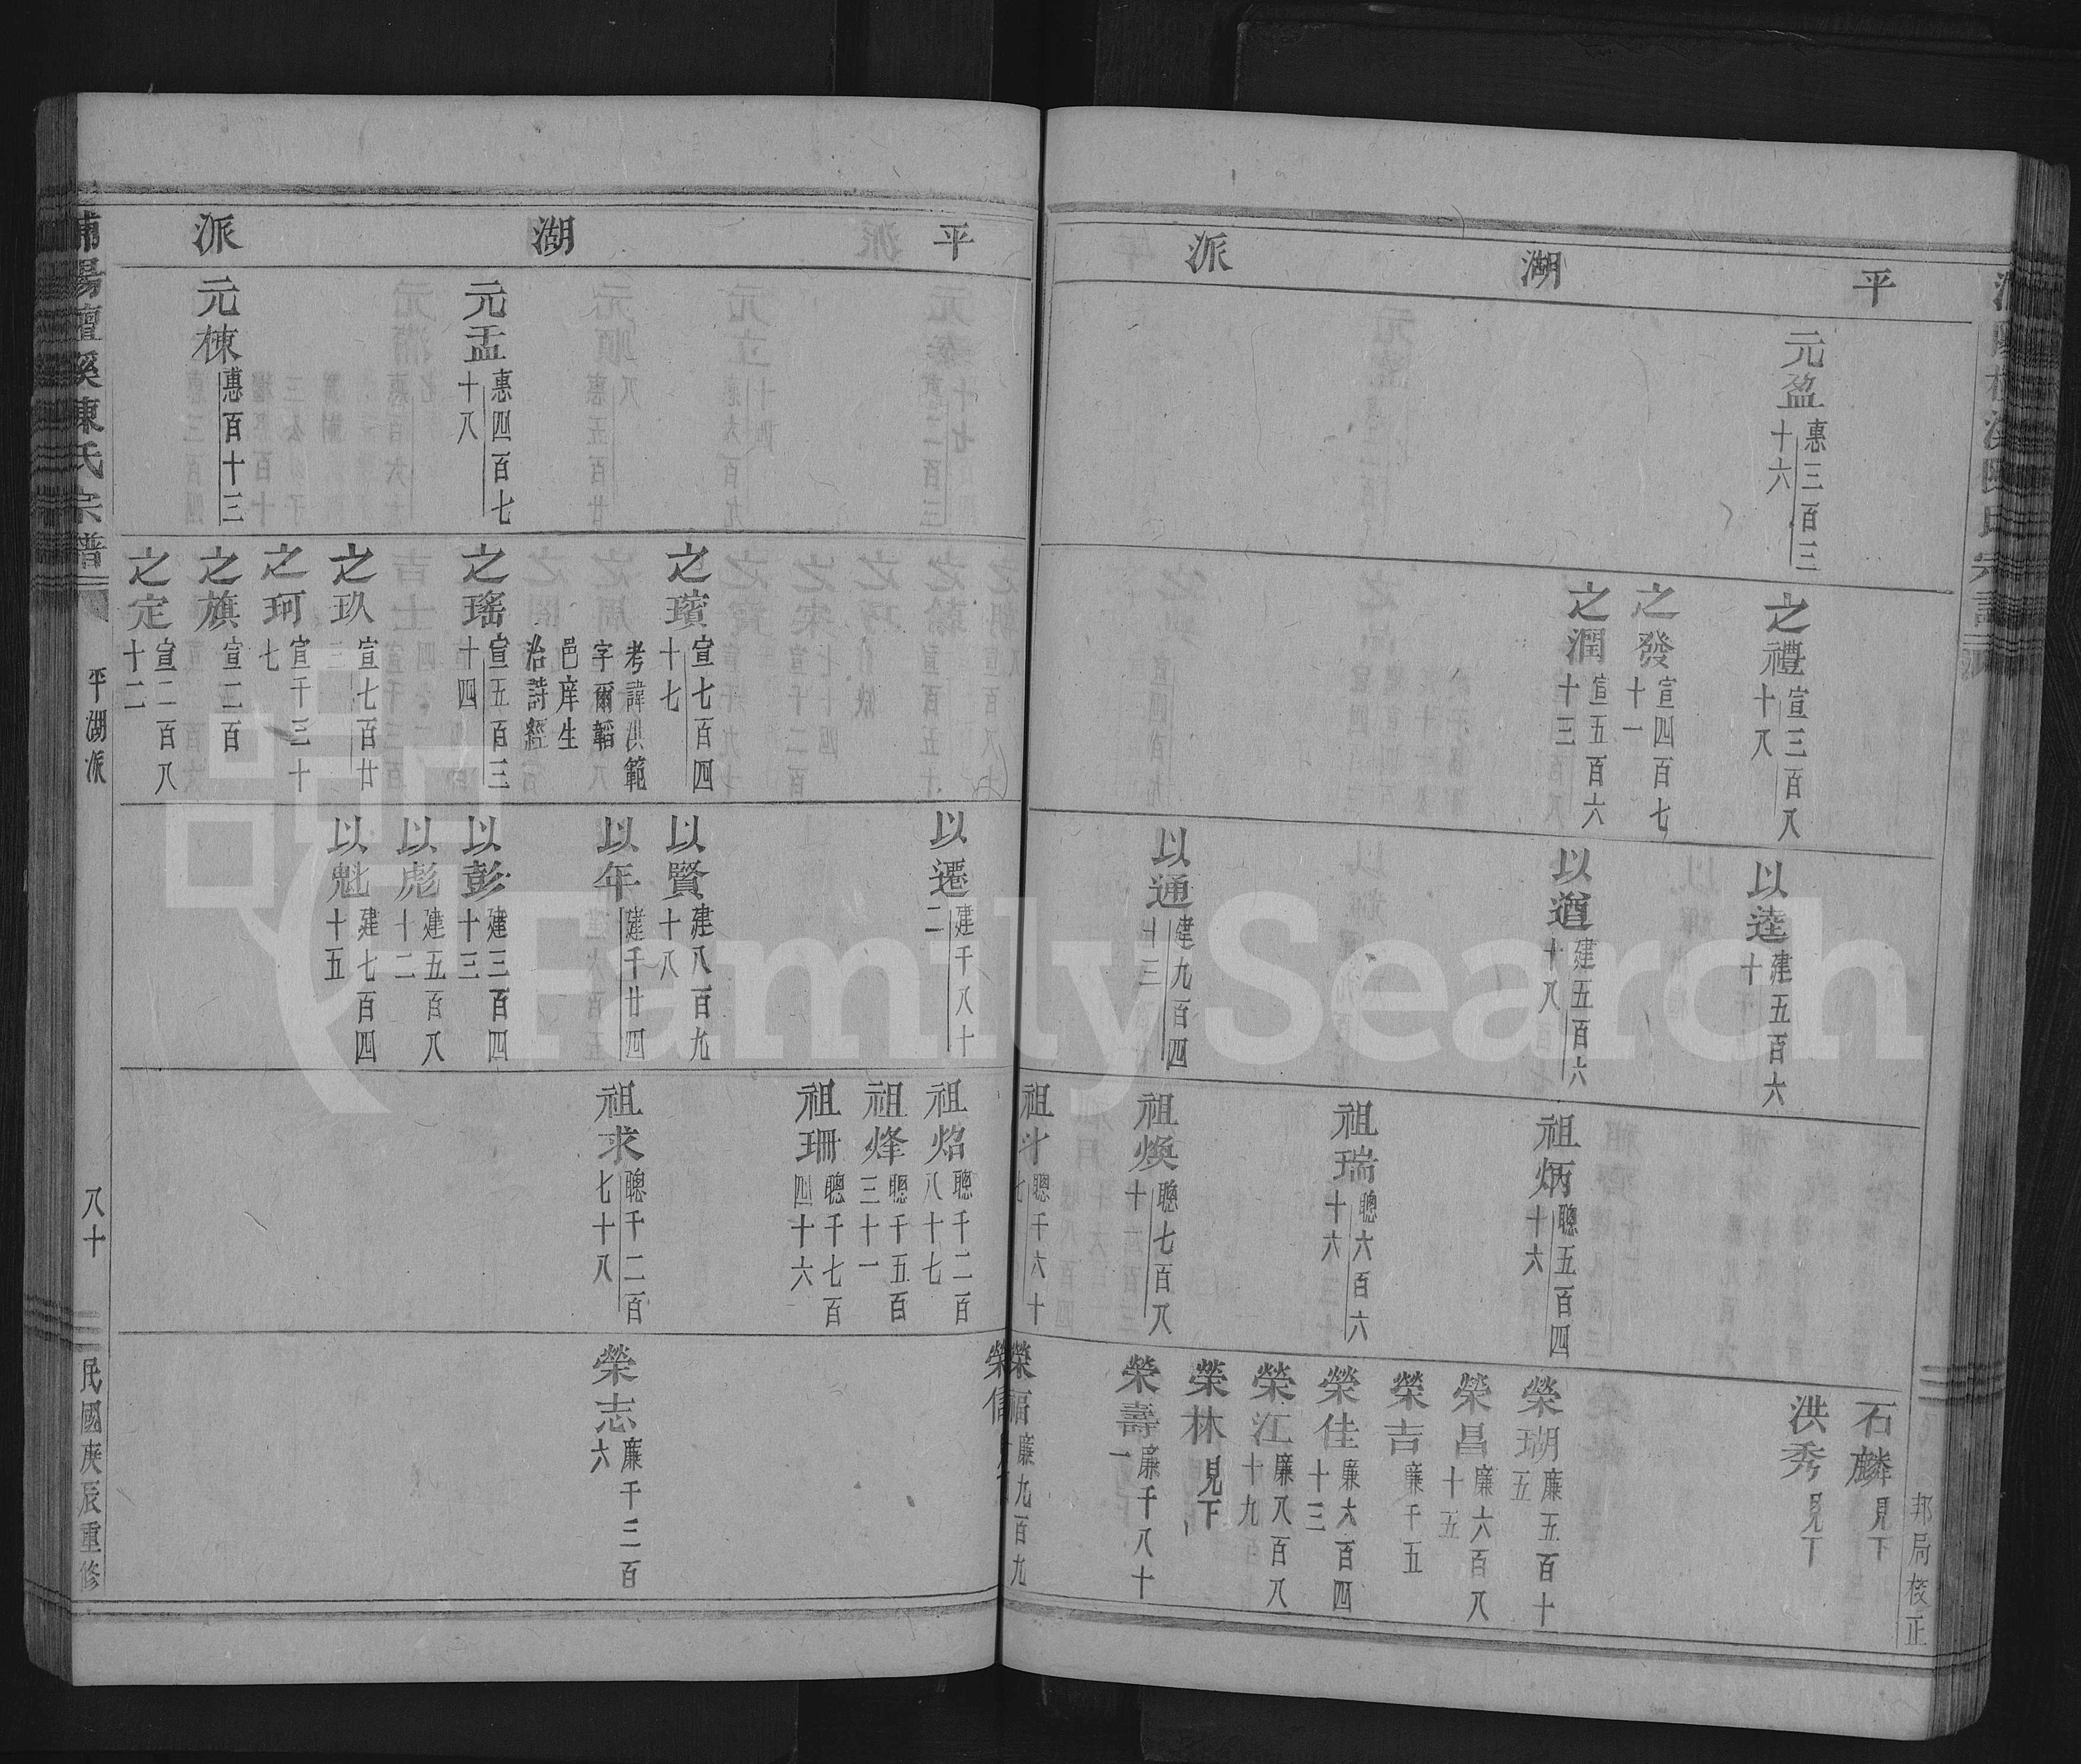 平湖派
元盈 惠三百三十六
之禮 宣三百八十八
之發 宣四百七十一
之潤 宣五百六十三
以逵 建五百六十
以遒 建五百六十八
以通 建九百四十三
祖炳 聰五百四十六
祖瑞 聰六百六十六
祖煥 聰七百八十
聰千六十七
石麟 見下
洪秀 見下
榮瑚 廉五百十五
榮昌 廉六百八十五
榮吉 廉千五
榮佳 廉六百四十三
榮江 廉八百八十九
榮林 見下
榮壽 廉千八十一
榮福 廉九百九
邦局校正
平湖派
元盂 惠四百七十八
元棟 惠百十三
之璸 宣七百四十七
考諱洪範
字爾韜
邑庠生
治詩經
之瑤 宣五百三十四
之玖 宣七百廿三
之珂 宣千三十七
之旗 宣二百
之定 宣二百八十二
以遷 建千八十二
以賢 建八百九十八
以年 建千廿四
以彭 建三百四十三
以彪 建五百八十二
以魁 建七百四十五
祖焰 聰千二百八十七
祖烽 聰千五百三十一
祖珊 聰千七百四十六
祖求 聰千二百七十八
榮信
榮志 廉千三百六
浦陽檀溪陳氏宗譜
平湖派
八十
民國庚辰重修
FamilySearch